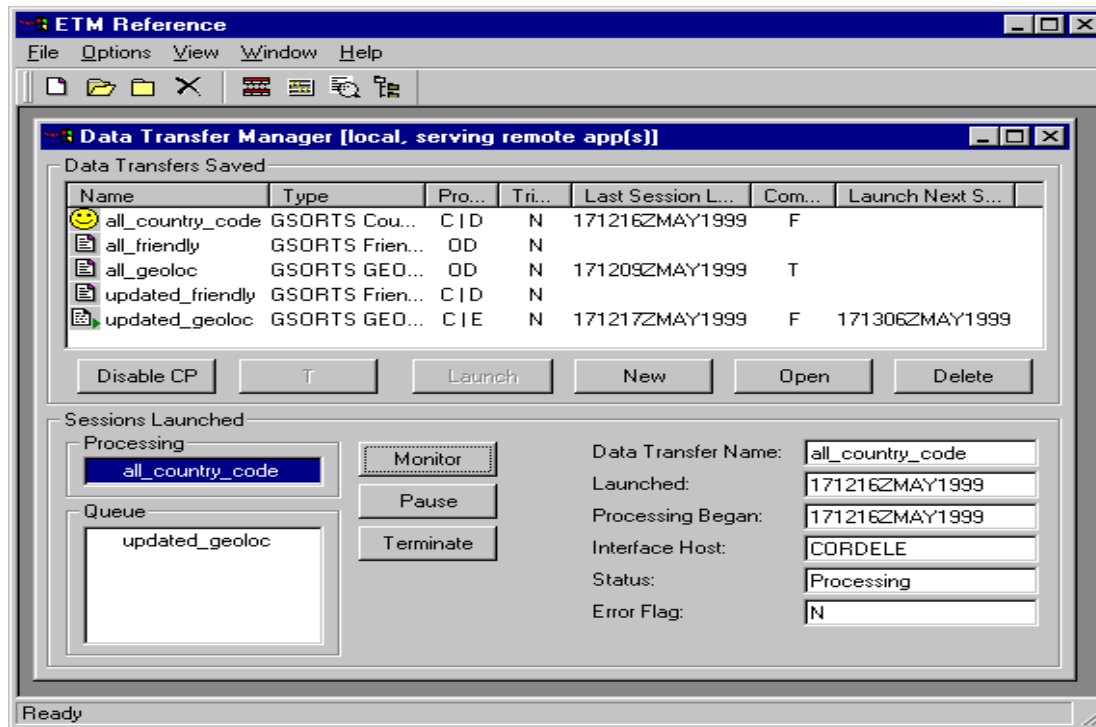 ETM Reference
File Options View Window Help
Data Transfer Manager [local, serving remote app(s)]
Data Transfers Saved
Name Type Pro... Tri... Last Session L... Com... Launch Next S...
all_country_code GSORTS Cou... C|D N 171216ZMAY1999 F
all_friendly GSORTS Frien... OD N
all_geoloc GSORTS GEO... OD N 171209ZMAY1999 T
updated_friendly GSORTS Frien... C|D N
updated_geoloc GSORTS GEO... C|E N 171217ZMAY1999 F 171306ZMAY1999
Disable CP T Launch New Open Delete
Sessions Launched
Processing
all_country_code
Queue
updated_geoloc
Monitor
Pause
Terminate
Data Transfer Name: all_country_code
Launched: 171216ZMAY1999
Processing Began: 171216ZMAY1999
Interface Host: CORDELE
Status: Processing
Error Flag: N
Ready